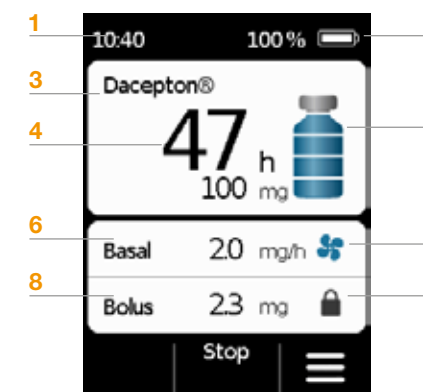 1
10:40 100 %
3
Dacepton®
4
47 h
100 mg
6
Basal 2.0 mg/h
8
Bolus 2.3 mg
Stop